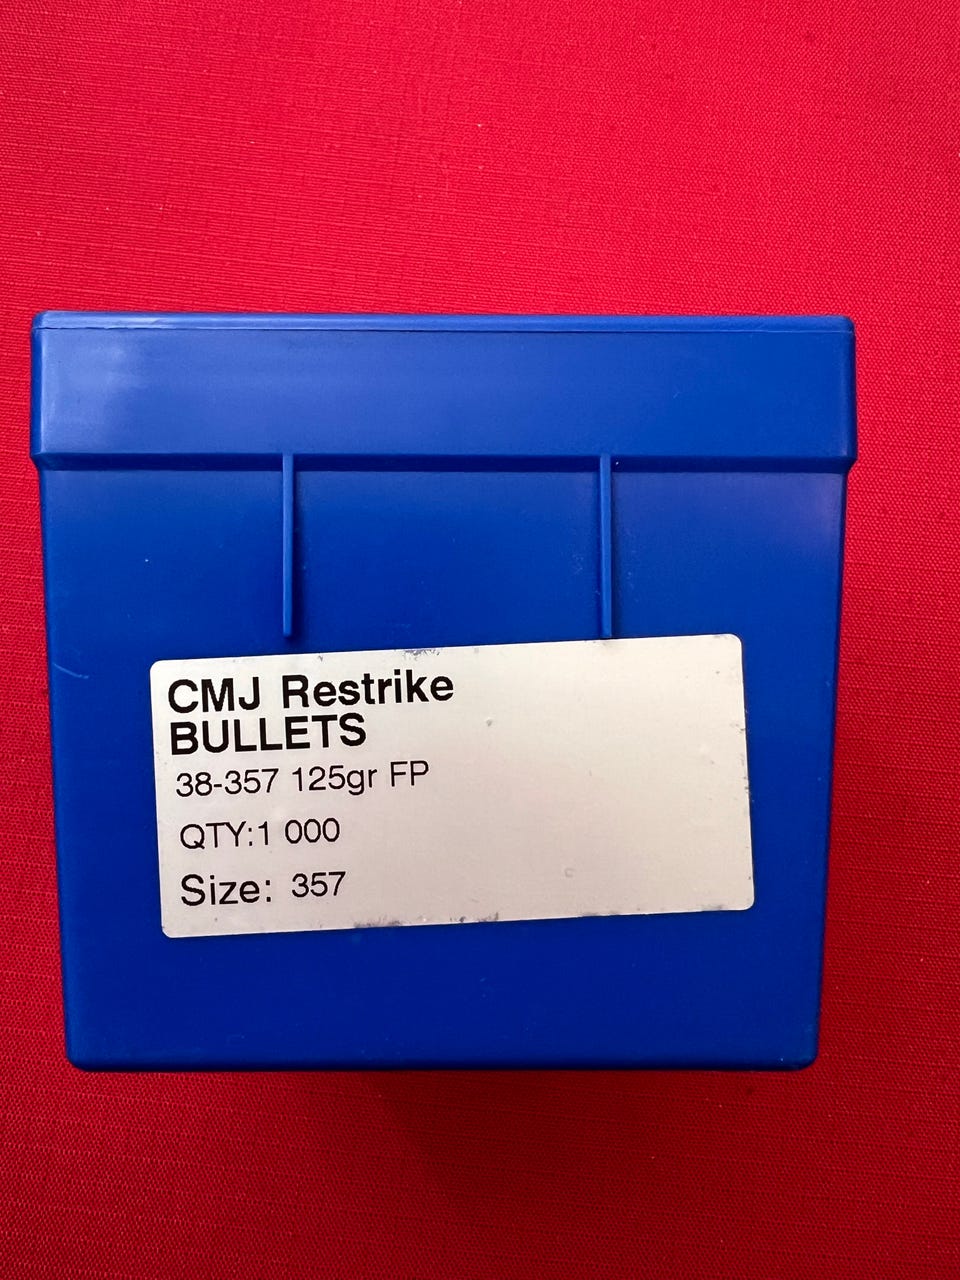 CMJ Restrike
BULLETS
38-357 125gr FP
QTY:1 000
Size: 357